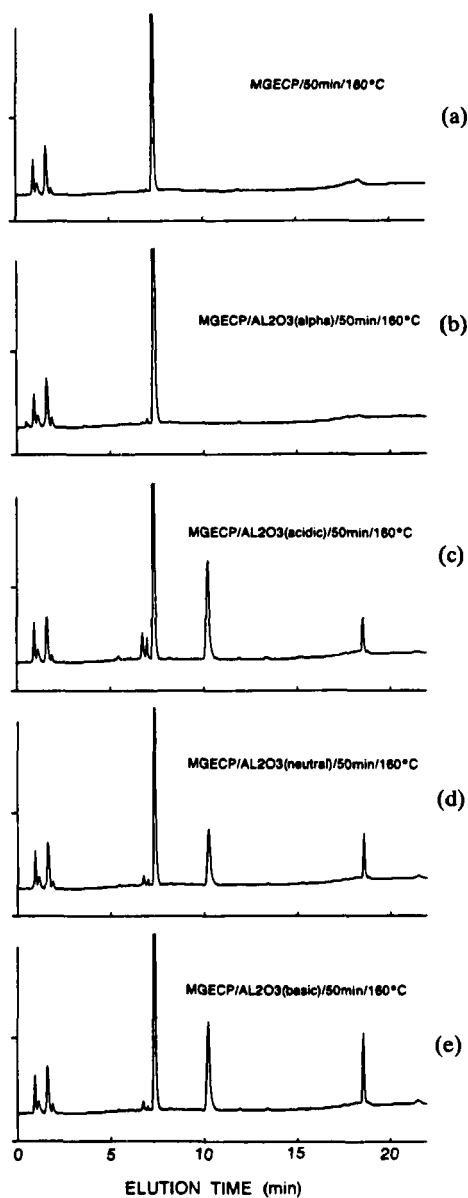 MGECP/50min/160°C
(a)
MGECP/AL2O3(alpha)/50min/160°C
(b)
MGECP/AL2O3(acidic)/50min/160°C
(c)
MGECP/AL2O3(neutral)/50min/160°C
(d)
MGECP/AL2O3(basic)/50min/160°C
(e)
0 5 10 15 20
ELUTION TIME (min)